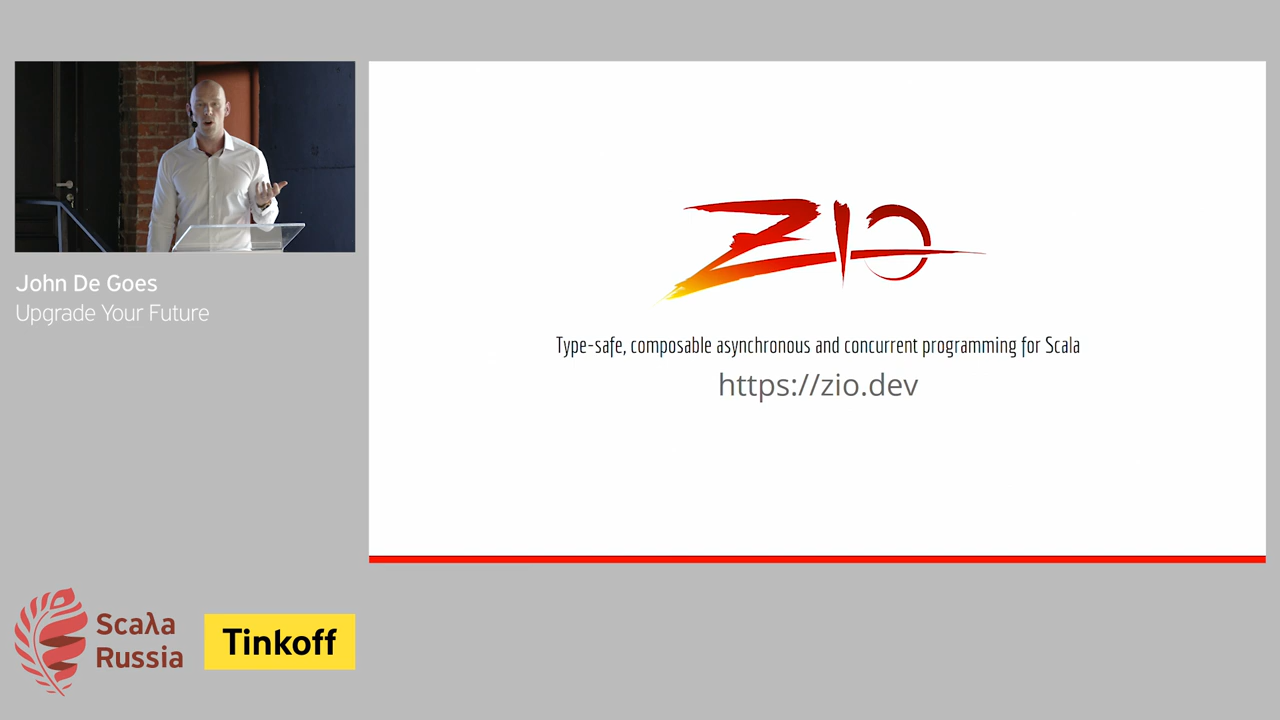 John De Goes
Upgrade Your Future
ZIO
Type-safe, composable asynchronous and concurrent programming for Scala
https://zio.dev
Scaλa
Russia
Tinkoff